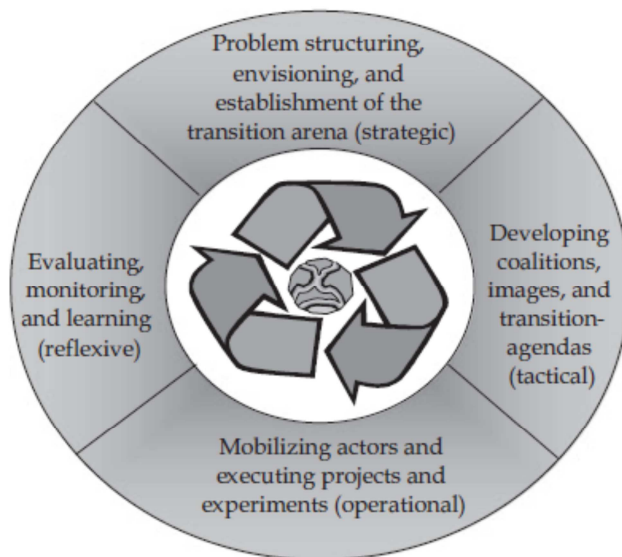 Problem structuring,
envisioning, and
establishment of the
transition arena (strategic)
Developing
coalitions,
images, and
transition-
agendas
(tactical)
Mobilizing actors and
executing projects and
experiments (operational)
Evaluating,
monitoring,
and learning
(reflexive)